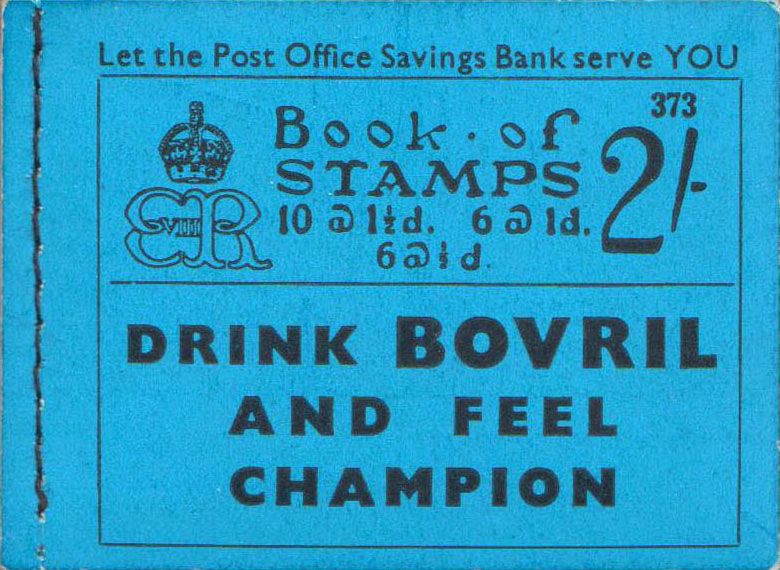 Let the Post Office Savings Bank serve YOU
373
Book·of
STAMPS
2/-
E VIII R
10 @ 1½d. 6 @ 1d.
6 @ ½d.
DRINK BOVRIL
AND FEEL
CHAMPION